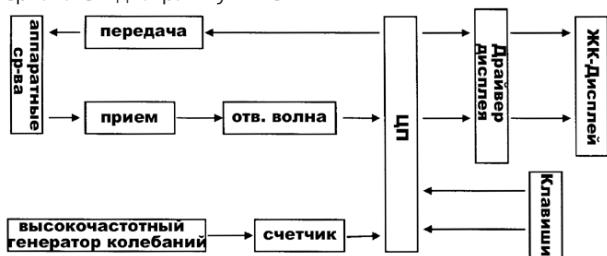 передача
аппаратные
ср-ва
прием
отв. волна
ЦП
Драйвер
дисплея
ЖК-Дисплей
Клавиши
высокочастотный
генератор колебаний
счетчик